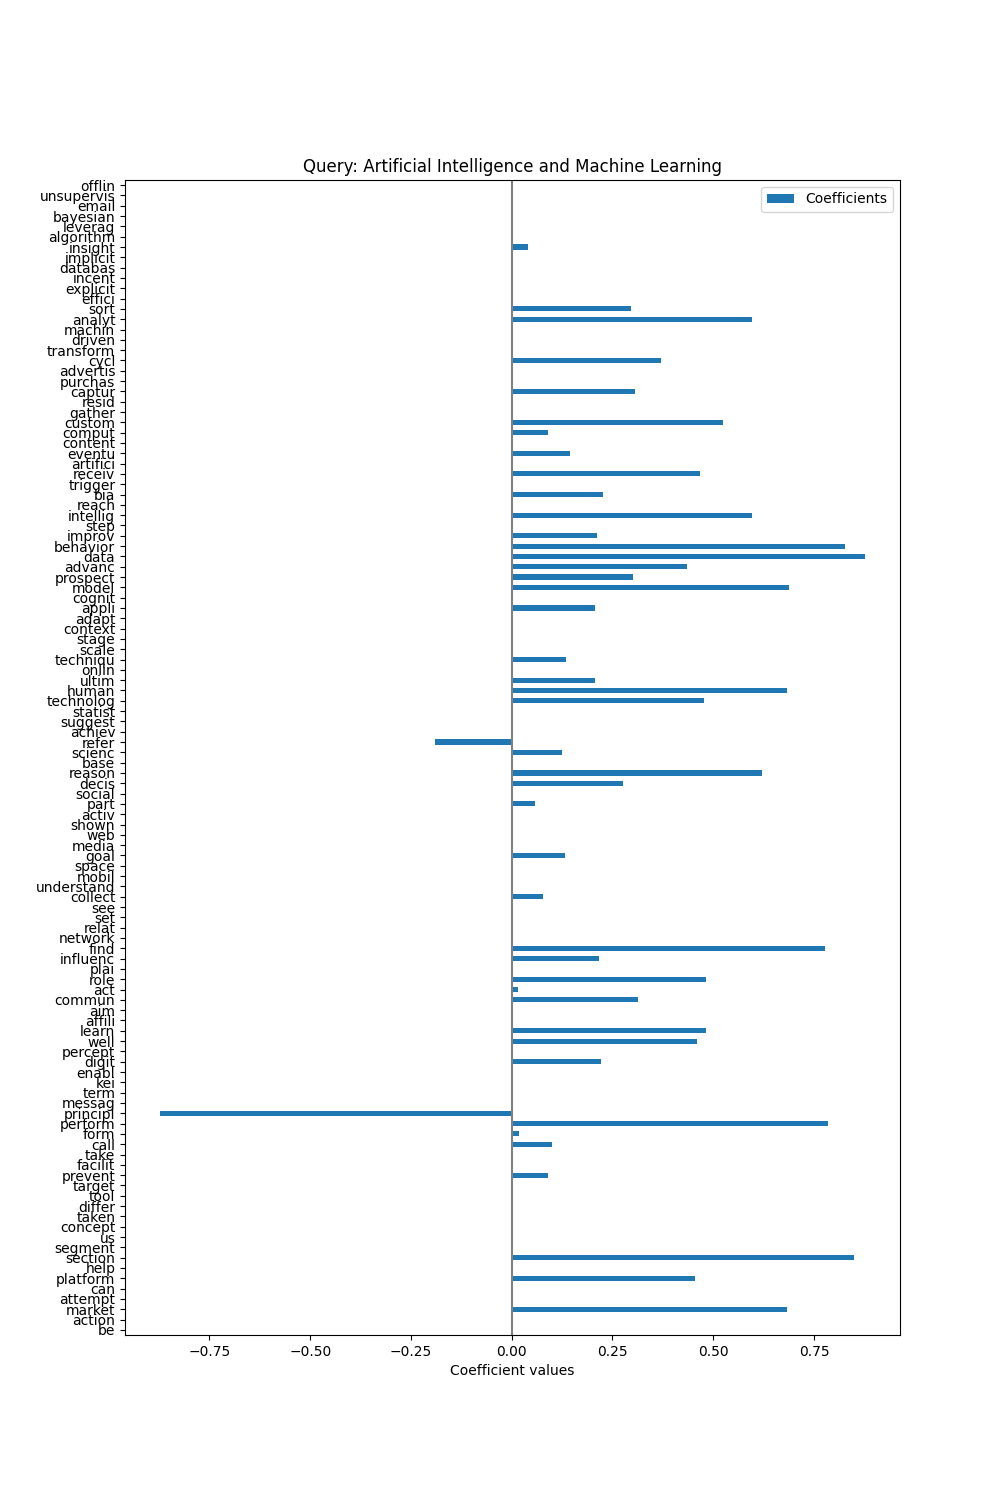 Query: Artificial Intelligence and Machine Learning
Coefficients
offlin
unsupervis
email
bayesian
leverag
algorithm
insight
implicit
databas
incent
explicit
effici
sort
analyt
machin
driven
transform
cycl
advertis
purchas
captur
resid
gather
custom
comput
content
eventu
artifici
receiv
trigger
bia
reach
intellig
step
improv
behavior
data
advanc
prospect
model
cognit
appli
adapt
context
stage
scale
techniqu
onlin
ultim
human
technolog
statist
suggest
achiev
refer
scienc
base
reason
decis
social
part
activ
shown
web
media
goal
space
mobil
understand
collect
see
set
relat
network
find
influenc
plai
role
act
commun
aim
affili
learn
well
percept
digit
enabl
kei
term
messag
principl
perform
form
call
take
facilit
prevent
target
tool
differ
taken
concept
us
segment
section
help
platform
can
attempt
market
action
be
−0.75 −0.50 −0.25 0.00 0.25 0.50 0.75
Coefficient values